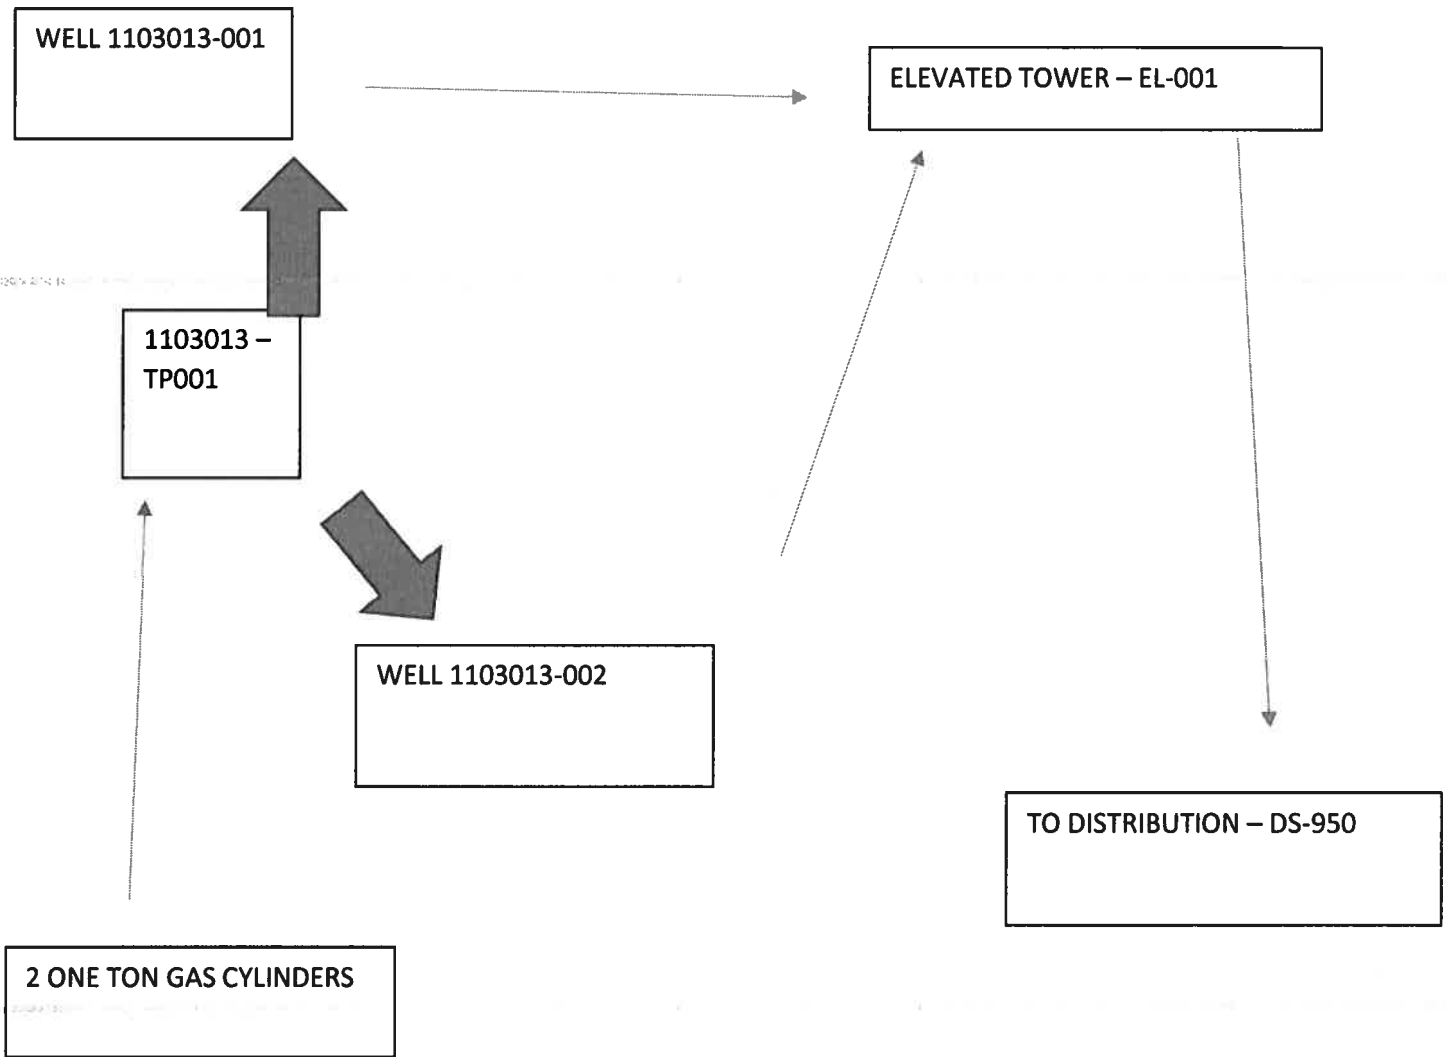 WELL 1103013-001
ELEVATED TOWER – EL-001
1103013 –
TP001
WELL 1103013-002
TO DISTRIBUTION – DS-950
2 ONE TON GAS CYLINDERS